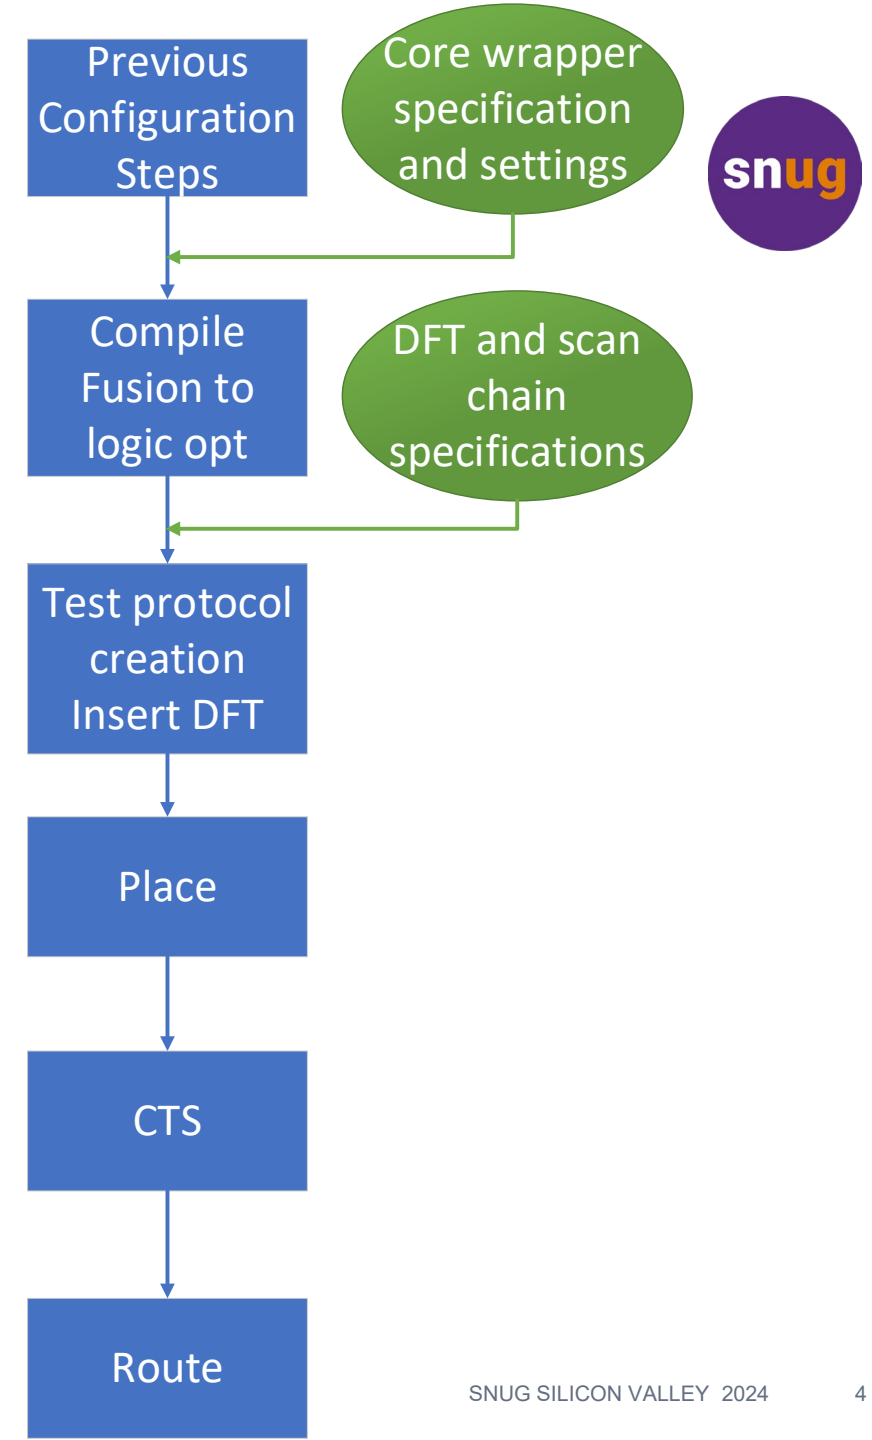 Previous
Configuration
Steps
Core wrapper
specification
and settings
snug
Compile
Fusion to
logic opt
DFT and scan
chain
specifications
Test protocol
creation
Insert DFT
Place
CTS
Route
SNUG SILICON VALLEY 2024 4